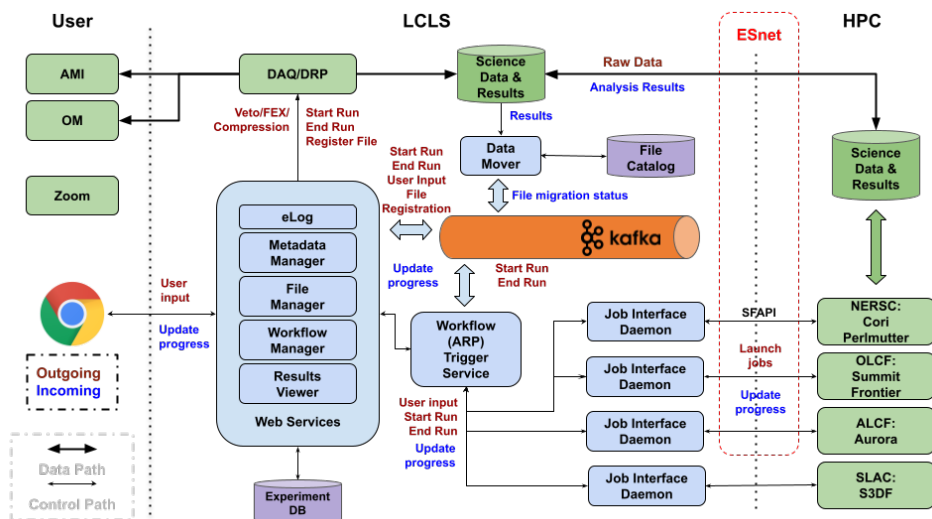 User
LCLS
ESnet
HPC
AMI
OM
Zoom
DAQ/DRP
Science
Data &
Results
Raw Data
Analysis Results
Veto/FEX/
Compression
Start Run
End Run
Register File
Results
Data
Mover
File
Catalog
Science
Data &
Results
Start Run
End Run
User Input
File
Registration
File migration status
kafka
eLog
Metadata
Manager
File
Manager
Workflow
Manager
Results
Viewer
Web Services
Update
progress
Start Run
End Run
User
input
Update
progress
Outgoing
Incoming
Data Path
Control Path
Workflow
(ARP)
Trigger
Service
User input
Start Run
End Run
Update
progress
Job Interface
Daemon
Job Interface
Daemon
Job Interface
Daemon
Job Interface
Daemon
SFAPI
Launch
jobs
Update
progress
NERSC:
Cori
Perlmutter
OLCF:
Summit
Frontier
ALCF:
Aurora
SLAC:
S3DF
Experiment
DB